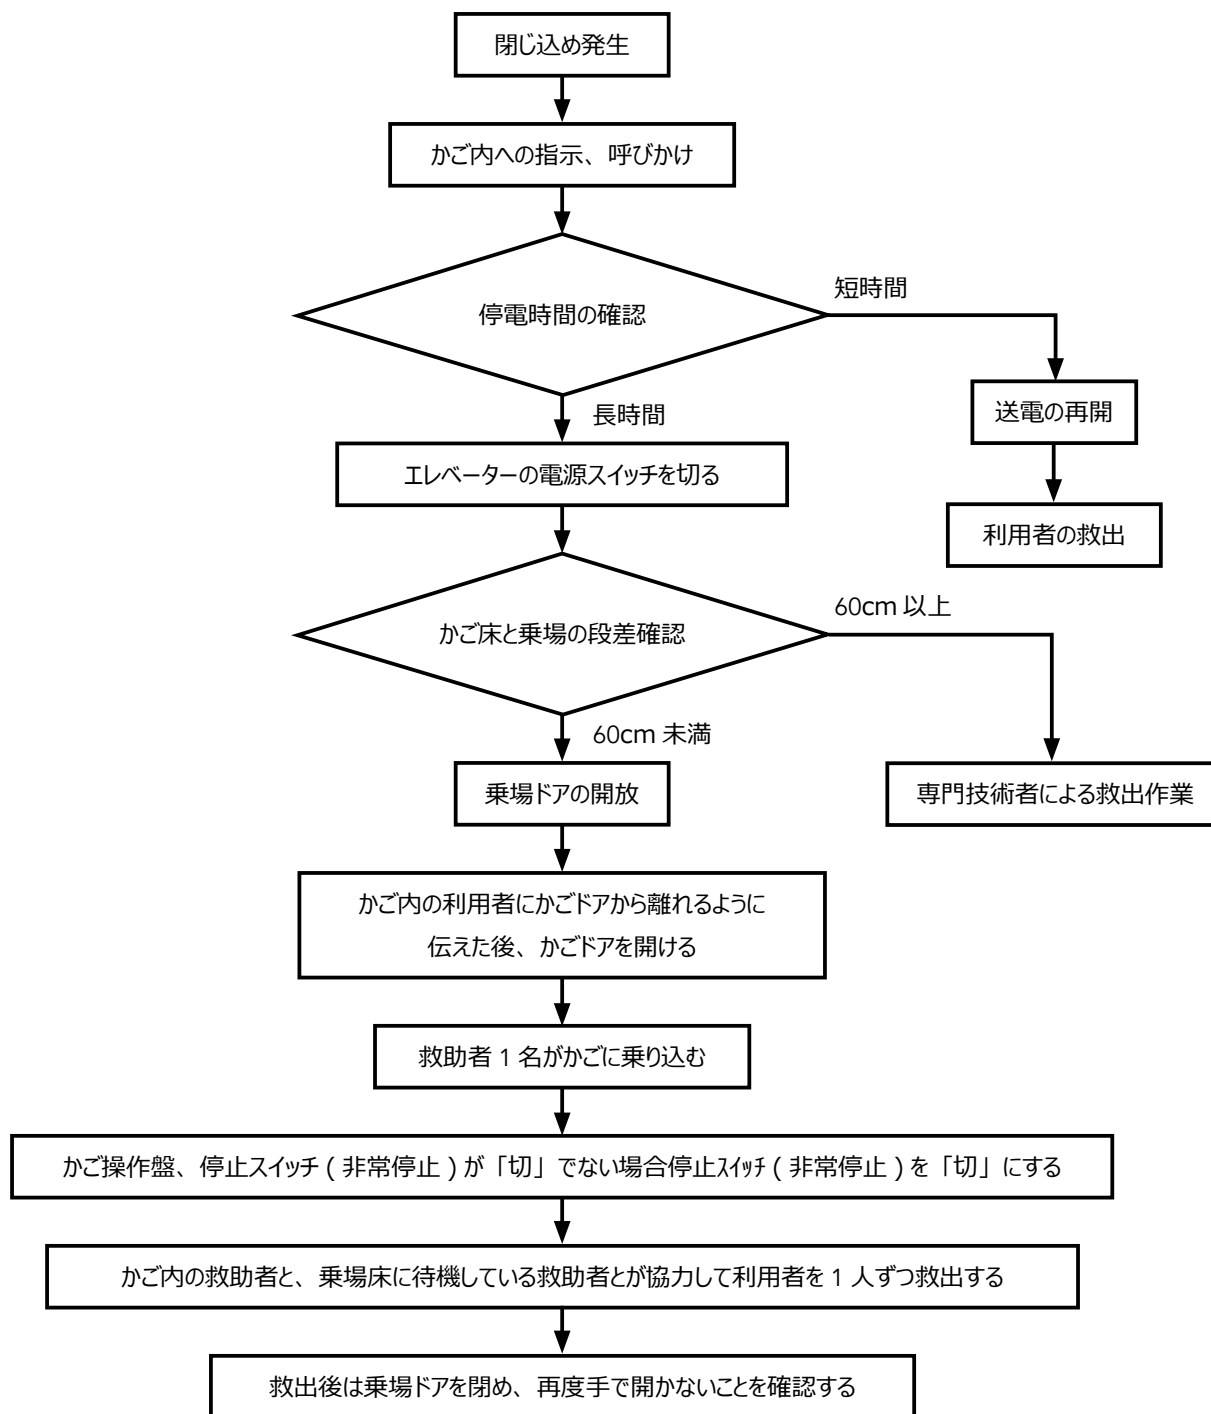 閉じ込め発生
かご内への指示、呼びかけ
停電時間の確認
短時間
長時間
送電の再開
エレベーターの電源スイッチを切る
利用者の救出
かご床と乗場の段差確認
60cm 以上
60cm 未満
乗場ドアの開放
専門技術者による救出作業
かご内の利用者にかごドアから離れるように
伝えた後、かごドアを開ける
救助者 1 名がかごに乗り込む
かご操作盤、停止スイッチ ( 非常停止 ) が「切」でない場合停止ｽｲｯﾁ ( 非常停止 ) を「切」にする
かご内の救助者と、乗場床に待機している救助者とが協力して利用者を 1 人ずつ救出する
救出後は乗場ドアを閉め、再度手で開かないことを確認する